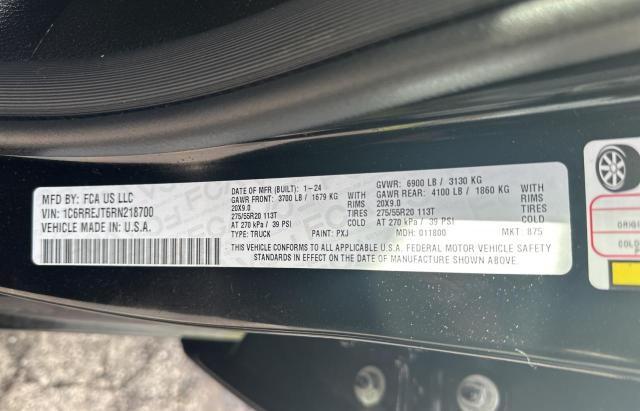 MFD BY: FCA US LLC
VIN: 1C6RREJT6RN218700
VEHICLE MADE IN U.S.A.
DATE OF MFR (BUILT): 1-24
GAWR FRONT: 3700 LB / 1679 KG
WITH
20X9.0 RIMS
275/55R20 113T TIRES
AT 270 kPa / 39 PSI COLD
TYPE: TRUCK PAINT: PXJ
GVWR: 6900 LB / 3130 KG
GAWR REAR: 4100 LB / 1860 KG
WITH
20X9.0 RIMS
275/55R20 113T TIRES
AT 270 kPa / 39 PSI COLD
MDH: 011800 MKT: 875
THIS VEHICLE CONFORMS TO ALL APPLICABLE U.S.A. FEDERAL MOTOR VEHICLE SAFETY
STANDARDS IN EFFECT ON THE DATE OF MANUFACTURE SHOWN ABOVE.